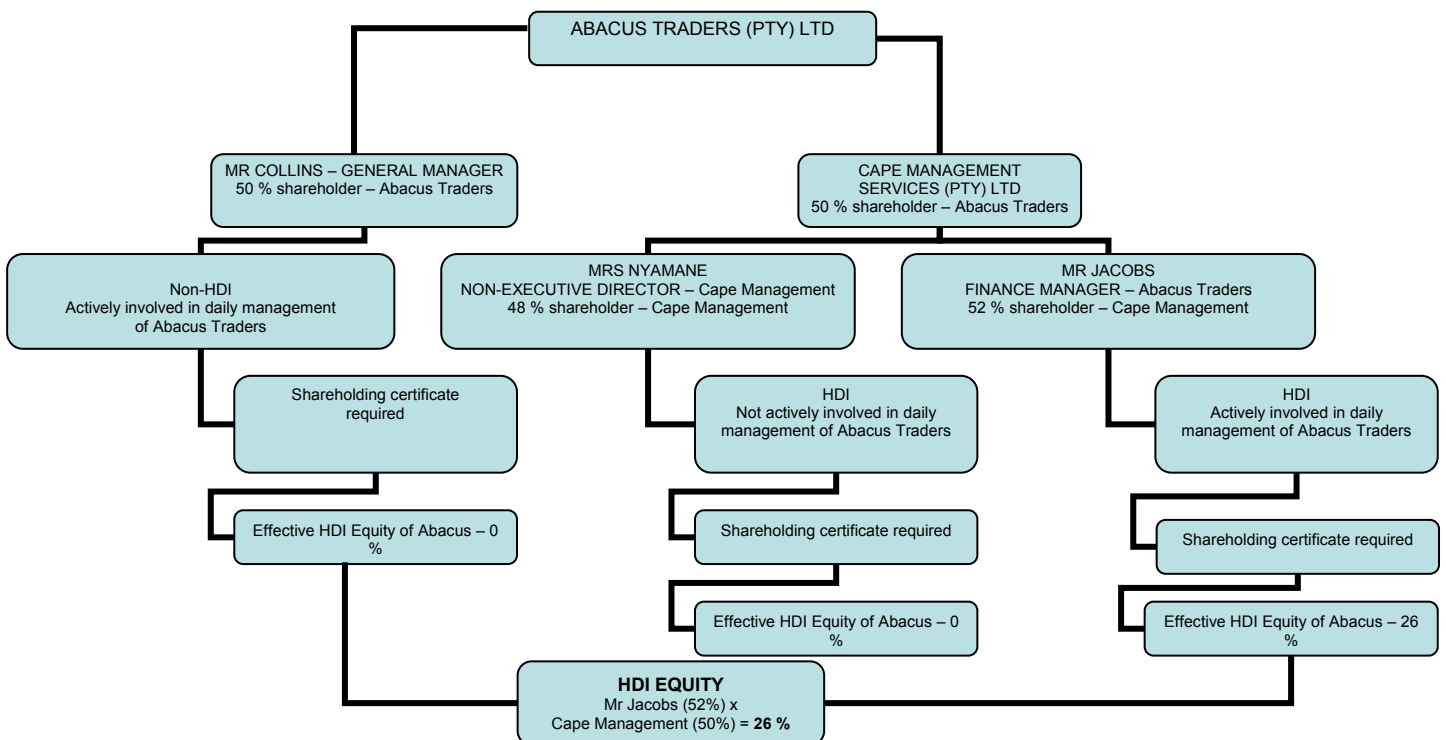 ABACUS TRADERS (PTY) LTD
MR COLLINS – GENERAL MANAGER
50 % shareholder – Abacus Traders
CAPE MANAGEMENT
SERVICES (PTY) LTD
50 % shareholder – Abacus Traders
Non-HDI
Actively involved in daily management
of Abacus Traders
MRS NYAMANE
NON-EXECUTIVE DIRECTOR – Cape Management
48 % shareholder – Cape Management
MR JACOBS
FINANCE MANAGER – Abacus Traders
52 % shareholder – Cape Management
Shareholding certificate
required
HDI
Not actively involved in daily
management of Abacus Traders
HDI
Actively involved in daily
management of Abacus Traders
Effective HDI Equity of Abacus – 0
%
Shareholding certificate required
Shareholding certificate required
Effective HDI Equity of Abacus – 0
%
Effective HDI Equity of Abacus – 26
%
HDI EQUITY
Mr Jacobs (52%) x
Cape Management (50%) = 26 %